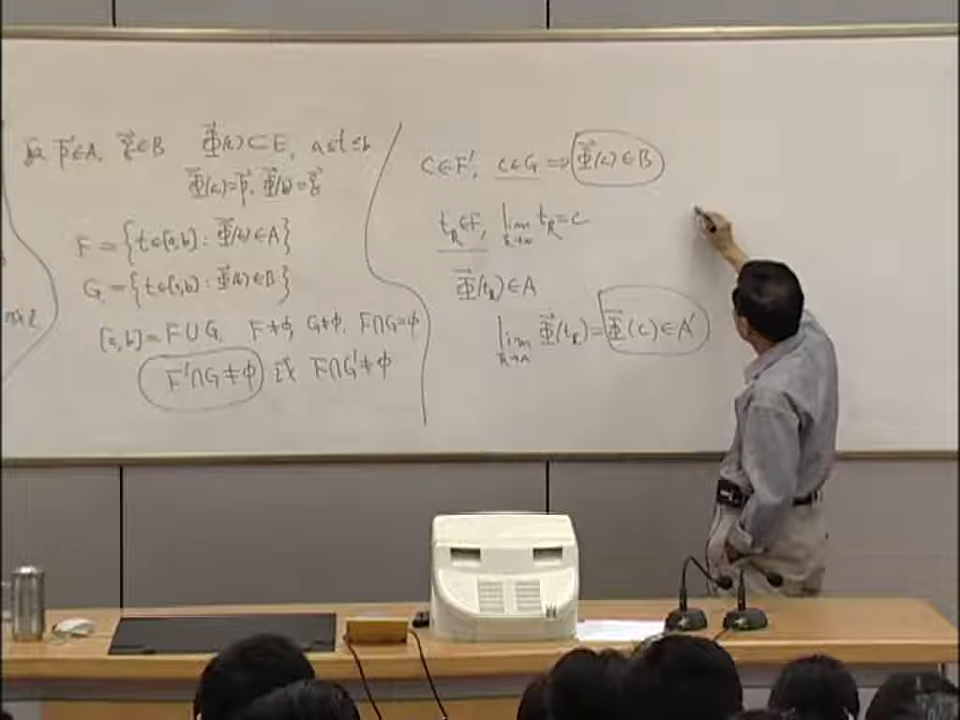 取 p⃗∈A, q⃗∈B Φ⃗(t)⊂E, a≤t≤b
Φ⃗(a)=p⃗, Φ⃗(b)=q⃗
F={t∈[a,b]: Φ⃗(t)∈A}
G={t∈[a,b]: Φ⃗(t)∈B}
[a,b]=F∪G, F≠φ, G≠φ, F∩G=φ
F'∩G≠φ 或 F∩G'≠φ
C∈F', c∈G ⇒ Φ⃗(c)∈B
t_k∈F, lim_{k→∞} t_k=c
Φ⃗(t_k)∈A
lim_{k→∞} Φ⃗(t_k)=Φ⃗(c)∈A'